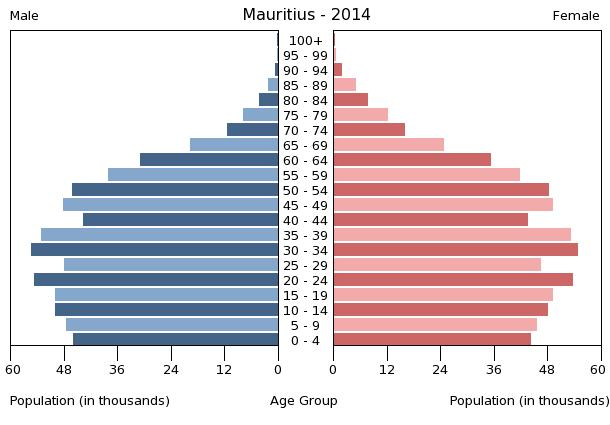 Mauritius - 2014
Male
Female
100+
95 - 99
90 - 94
85 - 89
80 - 84
75 - 79
70 - 74
65 - 69
60 - 64
55 - 59
50 - 54
45 - 49
40 - 44
35 - 39
30 - 34
25 - 29
20 - 24
15 - 19
10 - 14
5 - 9
0 - 4
60 48 36 24 12 0 0 12 24 36 48 60
Population (in thousands) Age Group Population (in thousands)